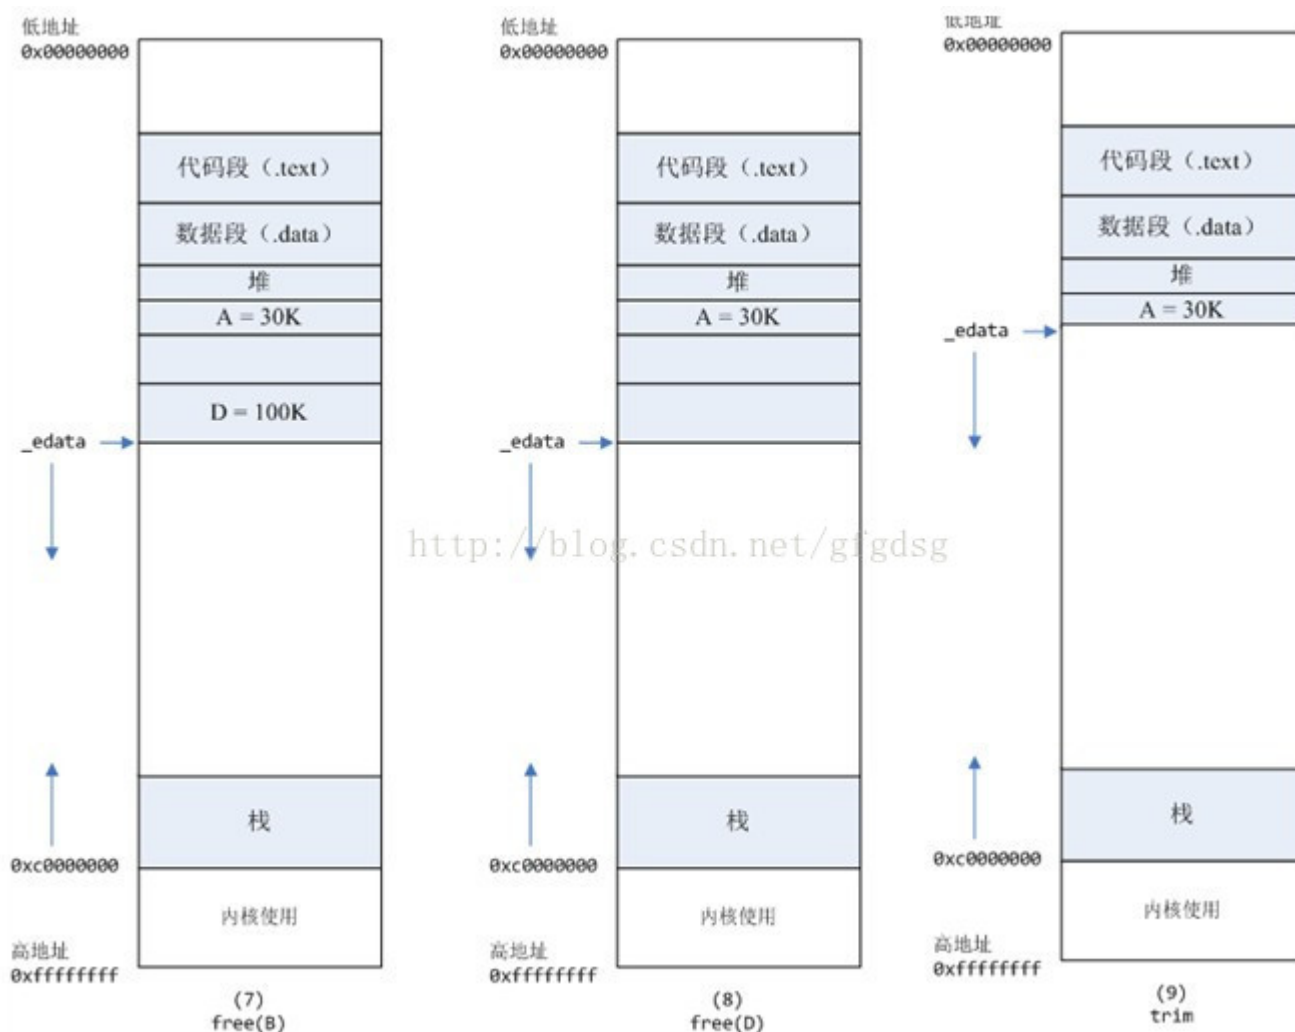 低地址
0x00000000
代码段（.text）
数据段（.data）
堆
A = 30K
D = 100K
_edata
栈
0xc0000000
内核使用
高地址
0xffffffff
(7)
free(B)
低地址
0x00000000
代码段（.text）
数据段（.data）
堆
A = 30K
_edata
http://blog.csdn.net/gfgdsg
栈
0xc0000000
内核使用
高地址
0xffffffff
(8)
free(D)
低地址
0x00000000
代码段（.text）
数据段（.data）
堆
A = 30K
_edata
栈
0xc0000000
内核使用
高地址
0xffffffff
(9)
trim